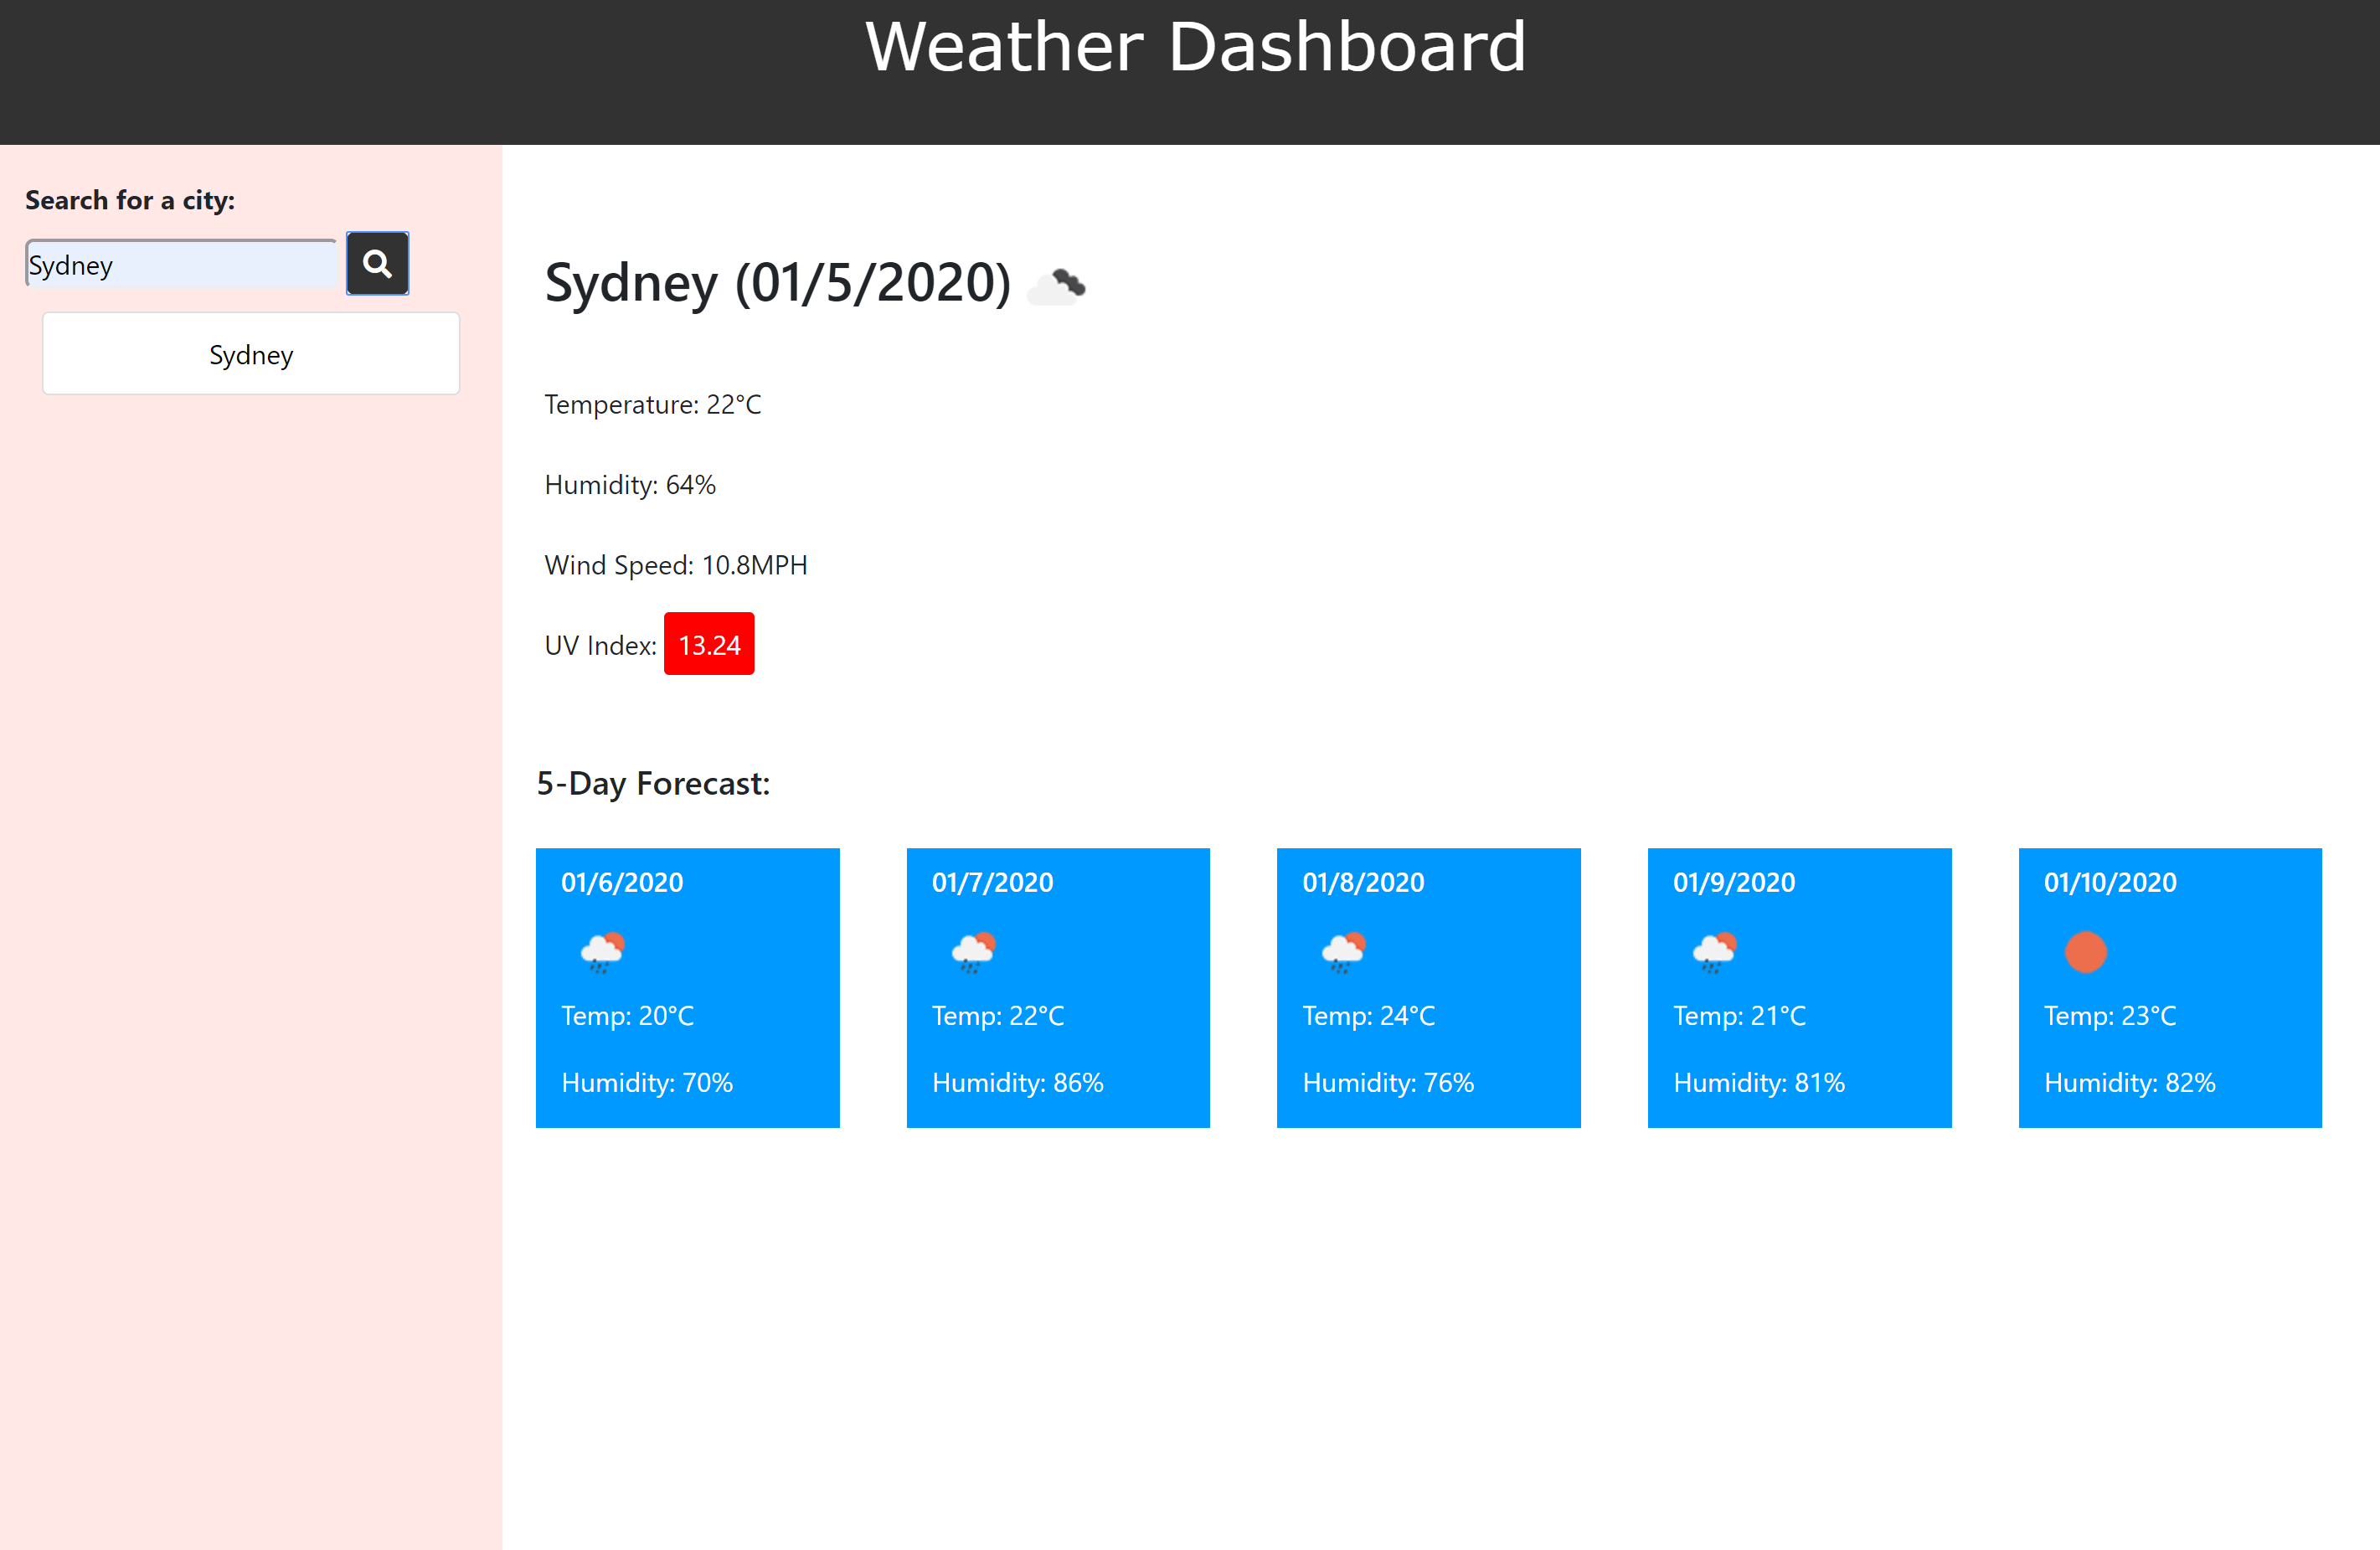 Weather Dashboard
Search for a city:
Sydney
Sydney
Sydney (01/5/2020)
Temperature: 22°C
Humidity: 64%
Wind Speed: 10.8MPH
UV Index: 13.24
5-Day Forecast:
01/6/2020
Temp: 20°C
Humidity: 70%
01/7/2020
Temp: 22°C
Humidity: 86%
01/8/2020
Temp: 24°C
Humidity: 76%
01/9/2020
Temp: 21°C
Humidity: 81%
01/10/2020
Temp: 23°C
Humidity: 82%